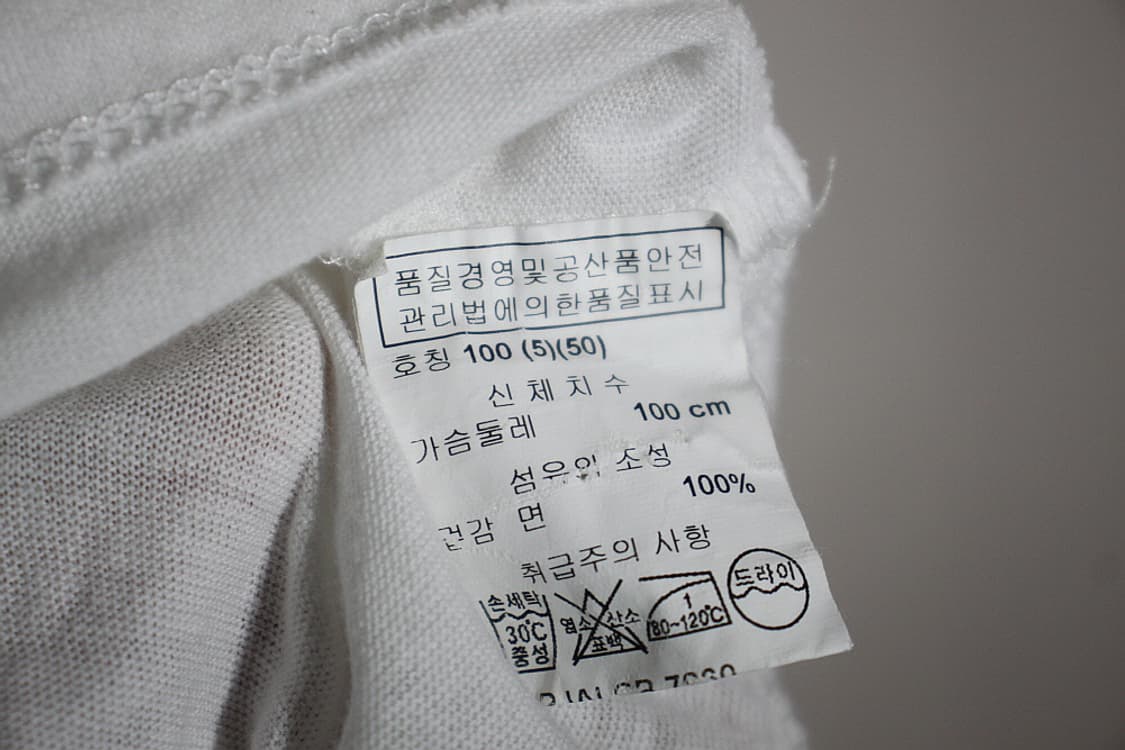 품질경영및공산품안전
관리법에의한품질표시
호칭 100 (5)(50)
신체치수
가슴둘레 100 cm
섬유의 조성
겉감 면 100%
취급주의 사항
손세탁
30℃
중성
염소 산소
표백
1
80~120℃
드라이